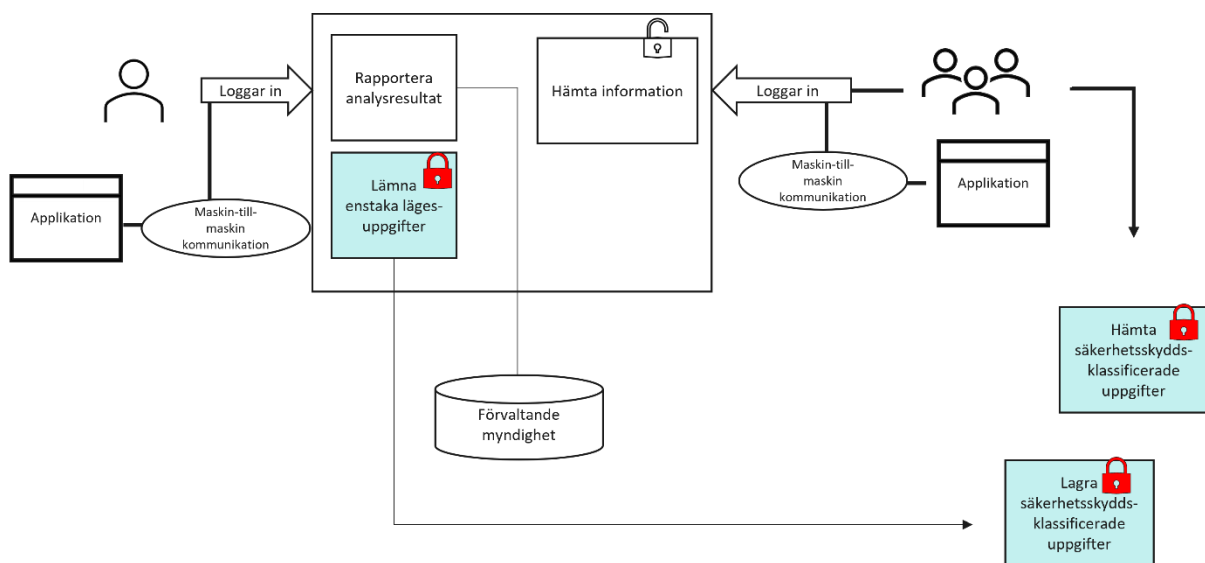 Loggar in
Applikation
Maskin-till-
maskin
kommunikation
Rapportera
analysresultat
Lämna
enstaka läges-
uppgifter
Hämta information
Loggar in
Maskin-till-
maskin
kommunikation
Applikation
Förvaltande
myndighet
Hämta
säkerhetsskydds-
klassificerade
uppgifter
Lagra
säkerhetsskydds-
klassificerade
uppgifter